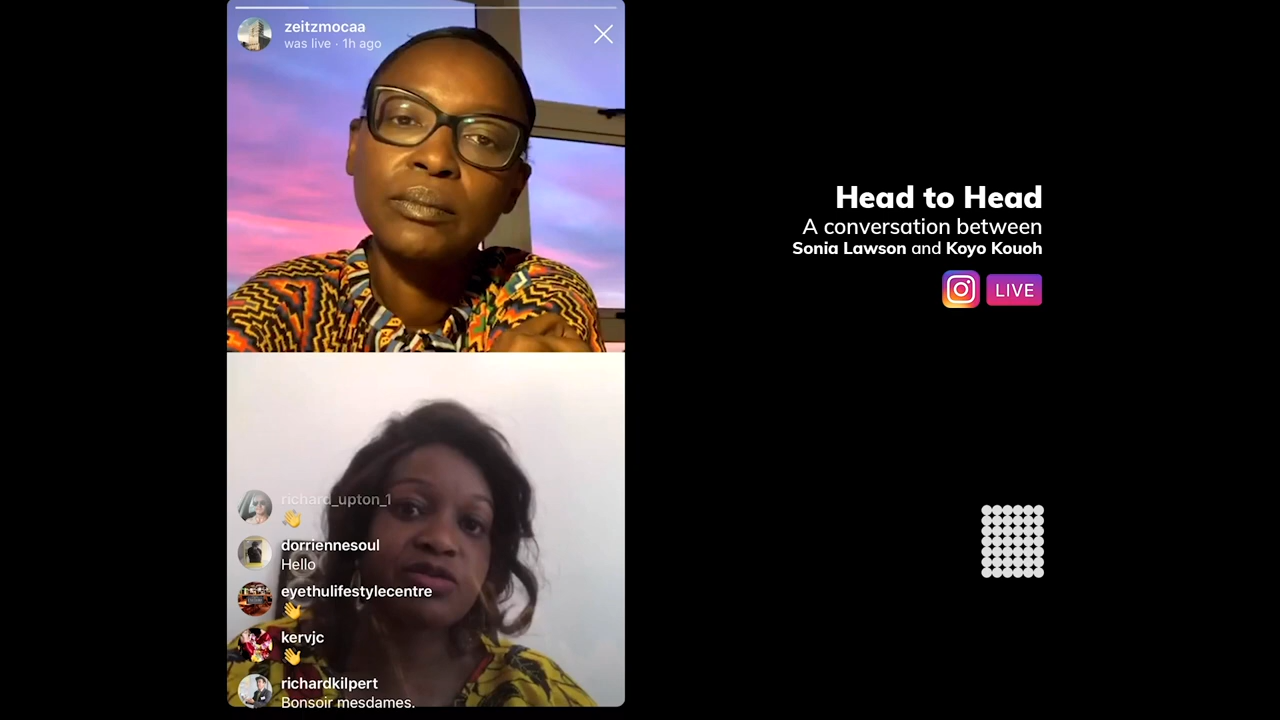 zeitzmocaa
was live · 1h ago
richard_upton_1
👋
dorriennesoul
Hello
eyethulifestylecentre
👋
kervjc
👋
richardkilpert
Bonsoir mesdames.
Head to Head
A conversation between
Sonia Lawson and Koyo Kouoh
LIVE